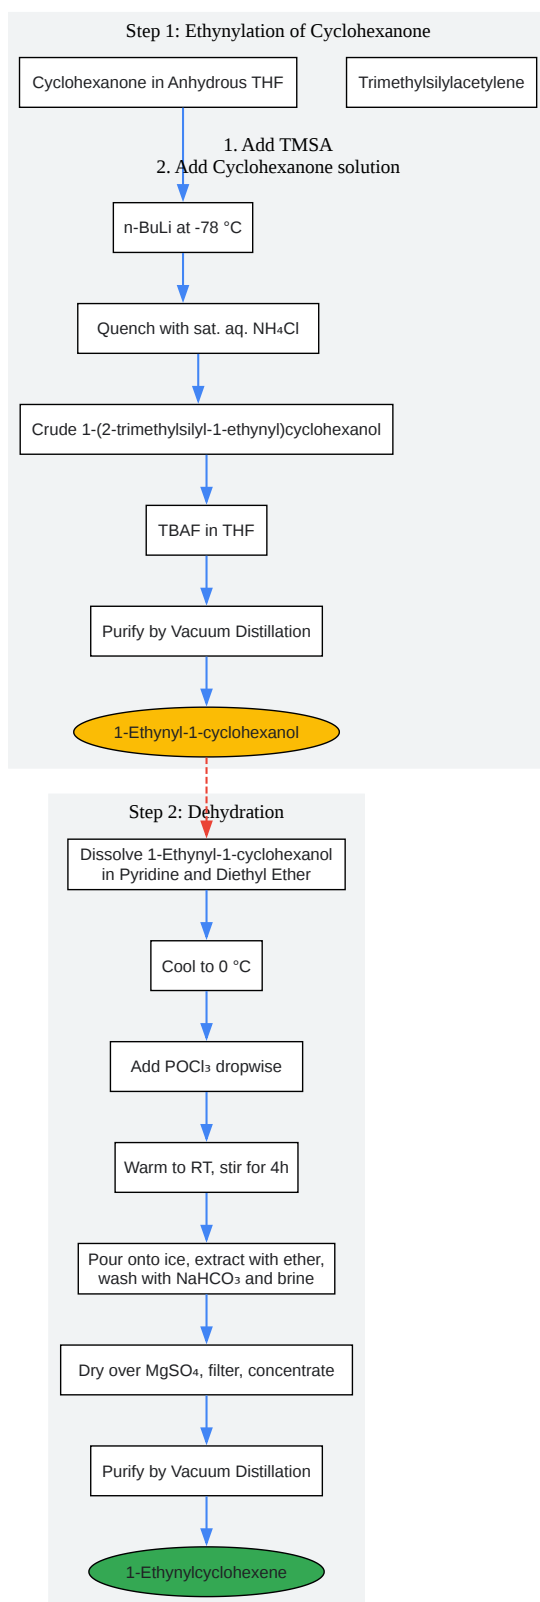 Step 1: Ethynylation of Cyclohexanone
Cyclohexanone in Anhydrous THF
Trimethylsilylacetylene
1. Add TMSA
2. Add Cyclohexanone solution
n-BuLi at -78 °C
Quench with sat. aq. NH₄Cl
Crude 1-(2-trimethylsilyl-1-ethynyl)cyclohexanol
TBAF in THF
Purify by Vacuum Distillation
1-Ethynyl-1-cyclohexanol
Step 2: Dehydration
Dissolve 1-Ethynyl-1-cyclohexanol
in Pyridine and Diethyl Ether
Cool to 0 °C
Add POCl₃ dropwise
Warm to RT, stir for 4h
Pour onto ice, extract with ether,
wash with NaHCO₃ and brine
Dry over MgSO₄, filter, concentrate
Purify by Vacuum Distillation
1-Ethynylcyclohexene